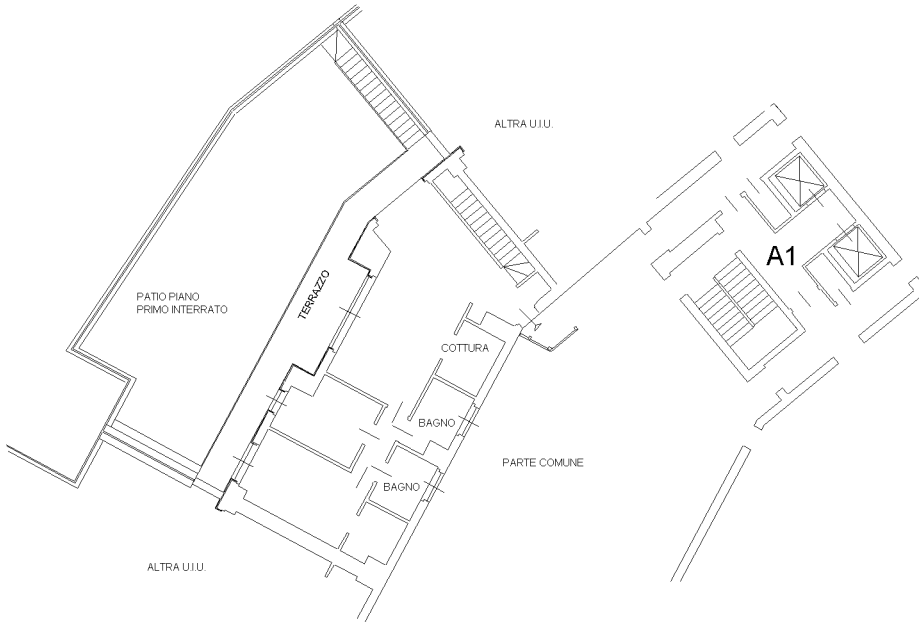 ALTRA U.I.U.
A1
PATIO PIANO
PRIMO INTERRATO
TERRAZZO
COTTURA
BAGNO
PARTE COMUNE
BAGNO
ALTRA U.I.U.